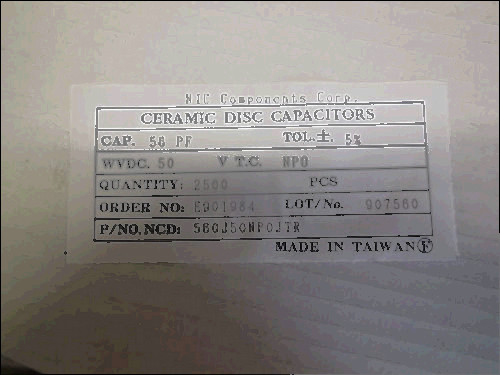 NIC Components Corp.
CERAMIC DISC CAPACITORS
CAP. 56 PF TOL.±. 5%
WVDC. 50 V T.C. NPO
QUANTITY: 2500 PCS
ORDER NO: E901984 LOT/No. 907560
P/NO.NCD: 560J50NPOJTR
MADE IN TAIWAN R